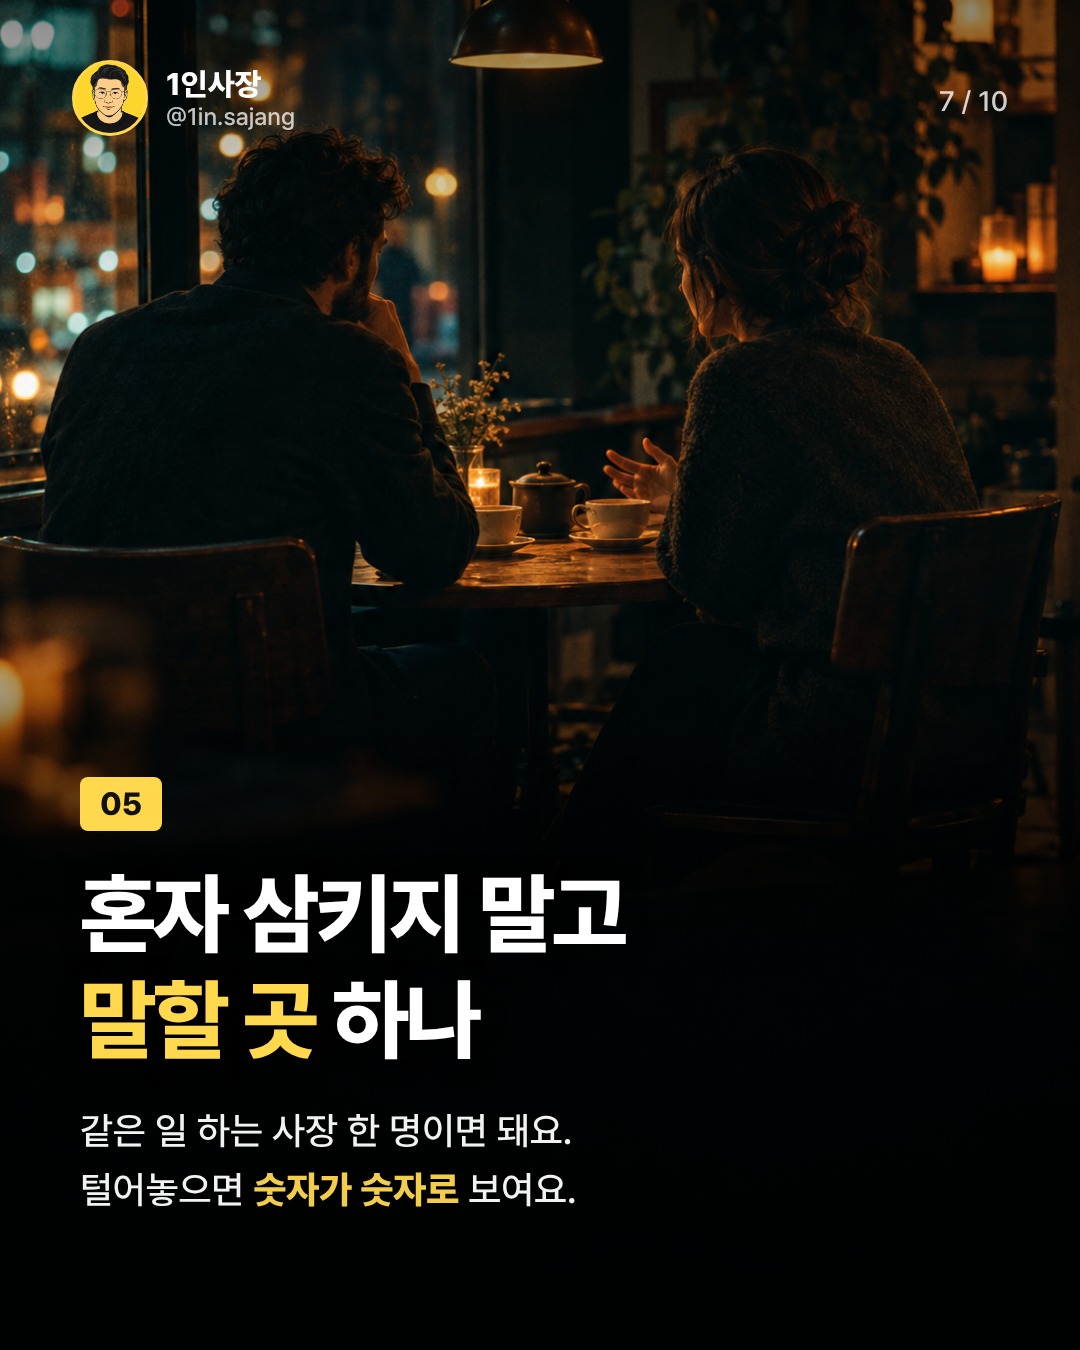 1인사장
@1in.sajang
7 / 10
05
혼자 삼키지 말고
말할 곳 하나
같은 일 하는 사장 한 명이면 돼요.
털어놓으면 숫자가 숫자로 보여요.